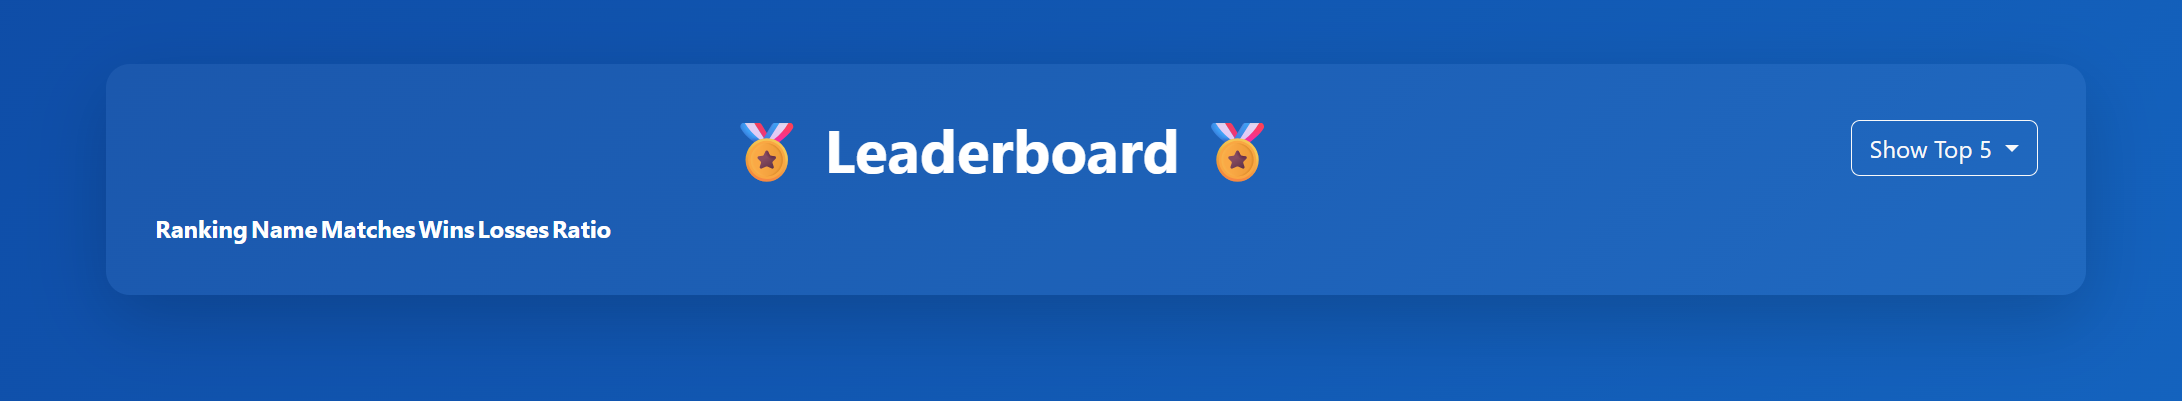 Leaderboard
Show Top 5
Ranking Name Matches Wins Losses Ratio